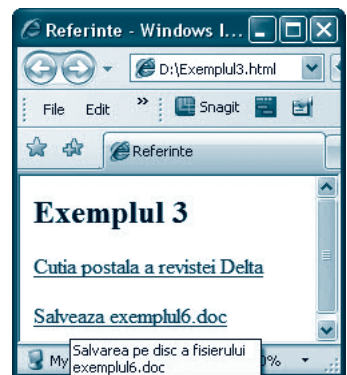 Referinte - Windows I...
D:\Exemplul3.html
File Edit » Snagit
Referinte
Exemplul 3
Cutia postala a revistei Delta
Salveaza exemplul6.doc
Salvarea pe disc a fisierului
exemplul6.doc
My
%